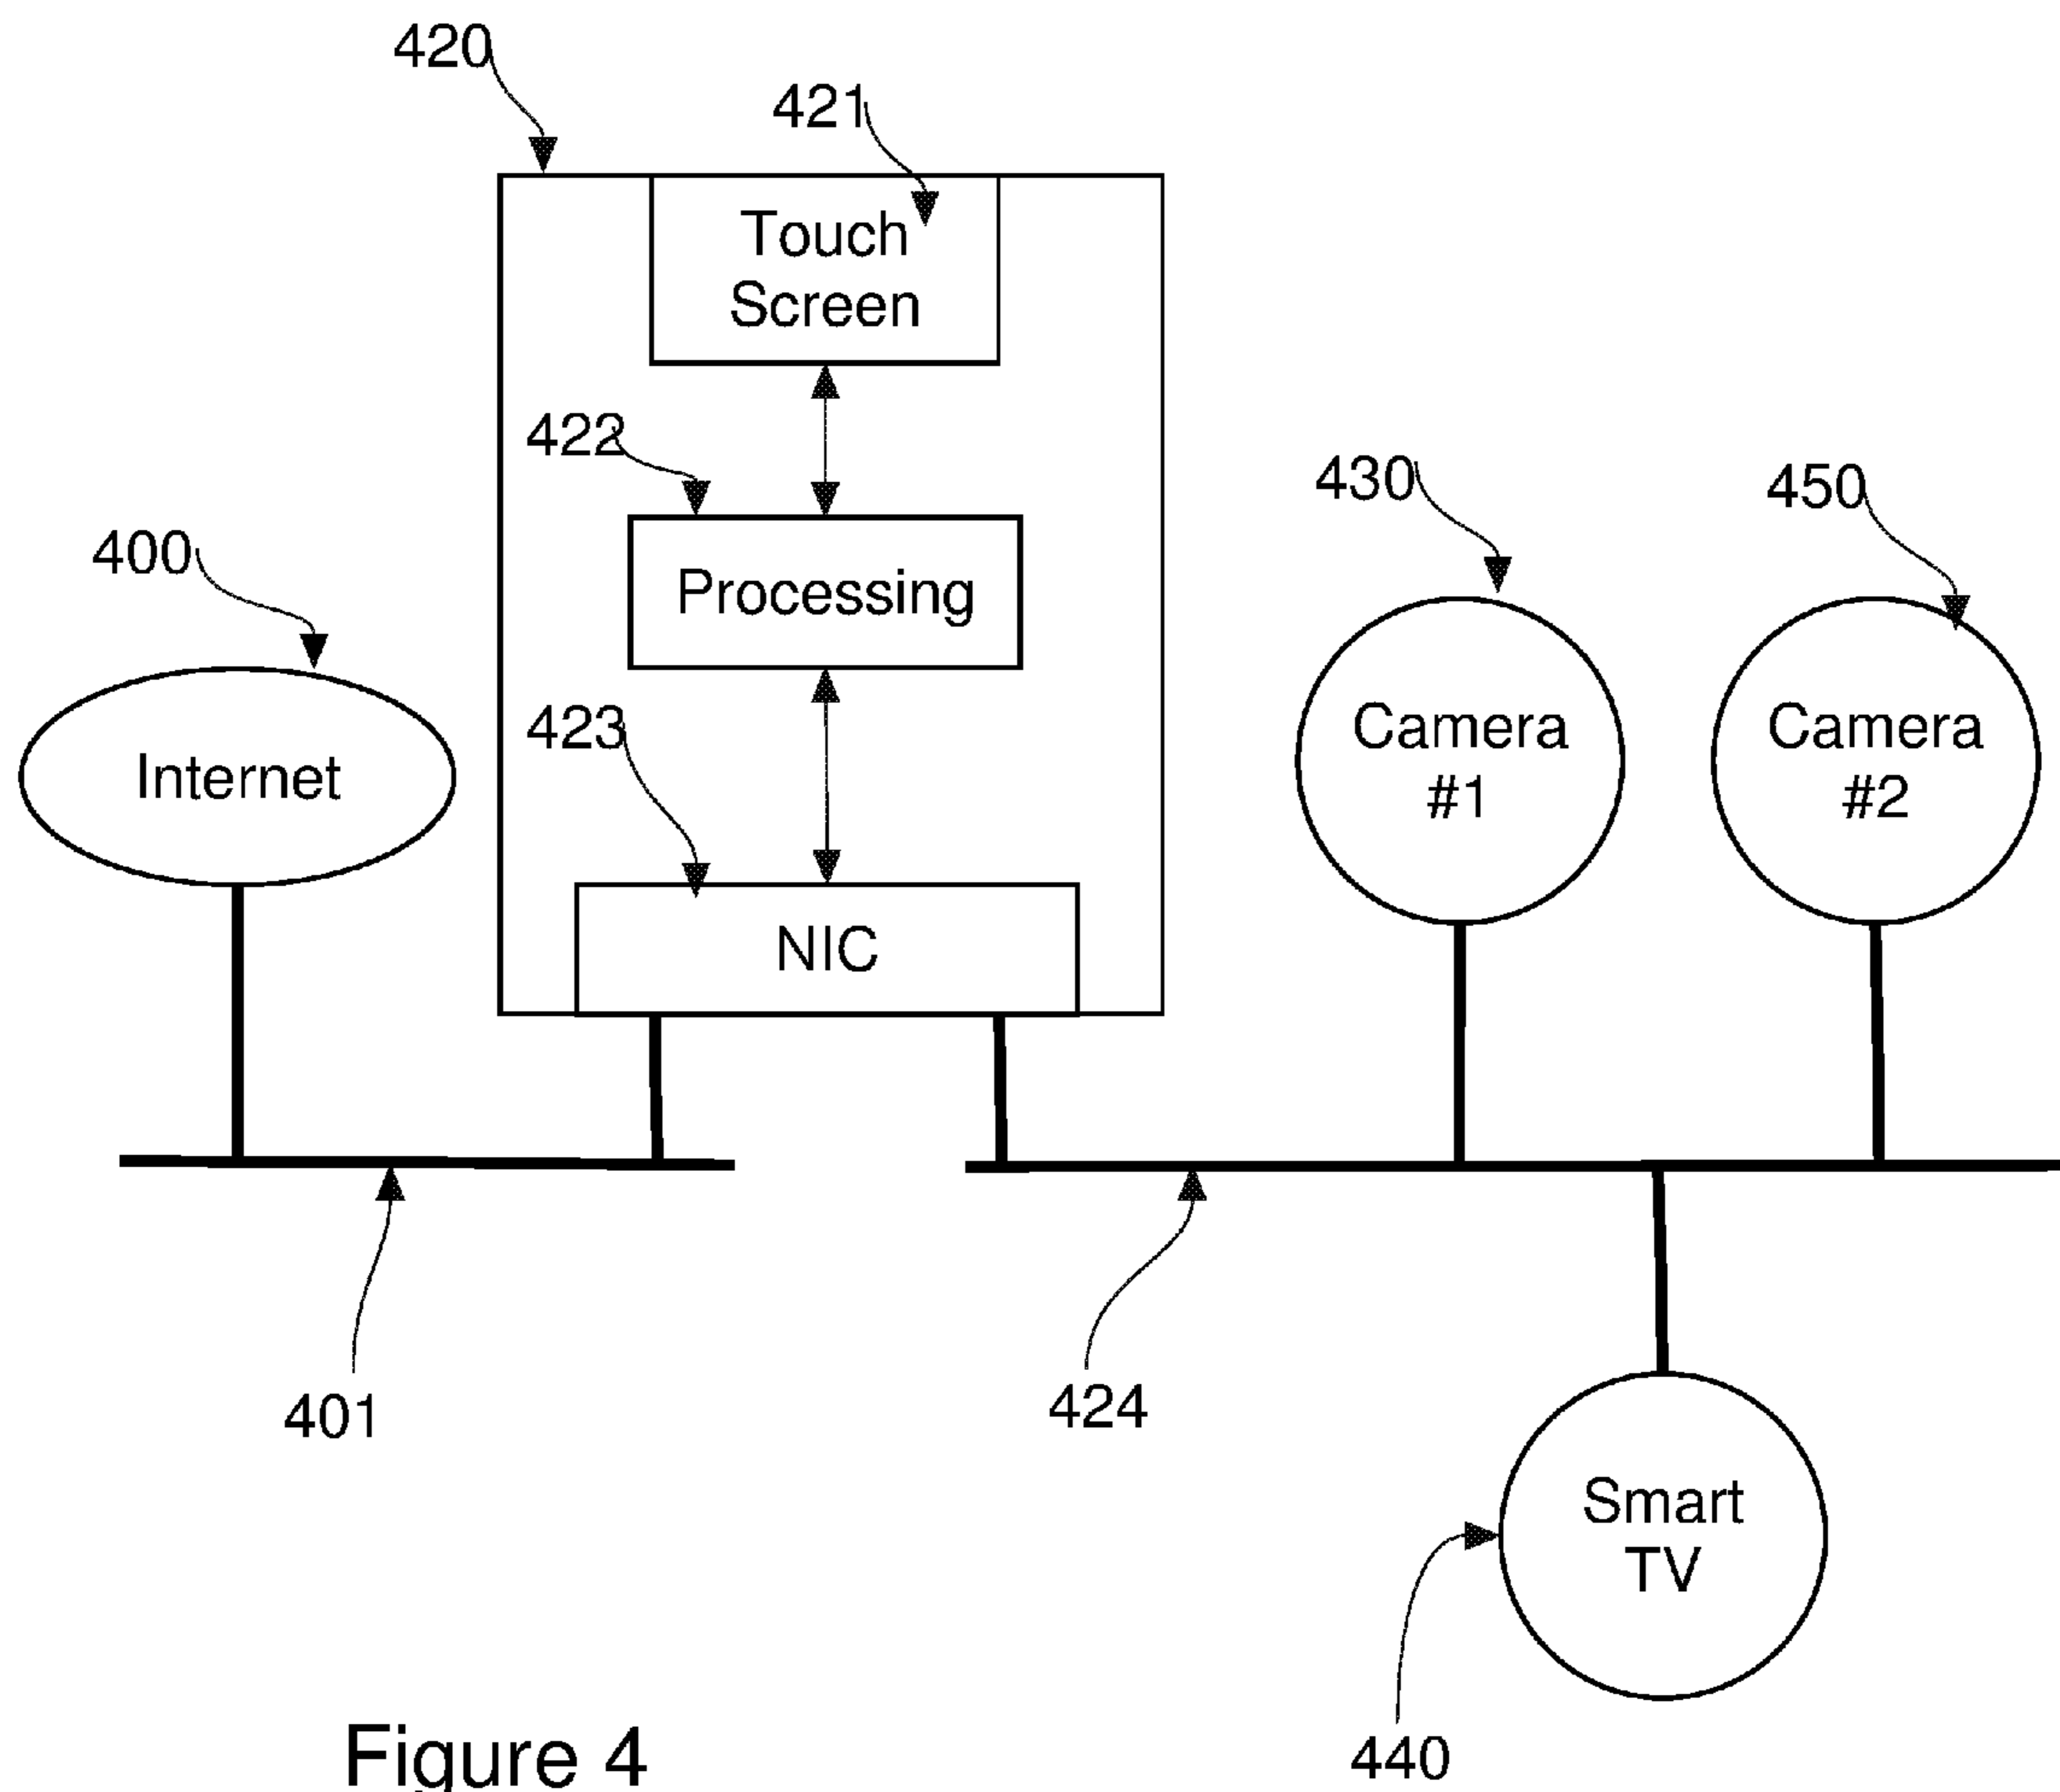 420
421
Touch
Screen
422
430
450
400
Processing
423
Camera
#1
Camera
#2
Internet
NIC
401
424
Smart
TV
440
Figure 4